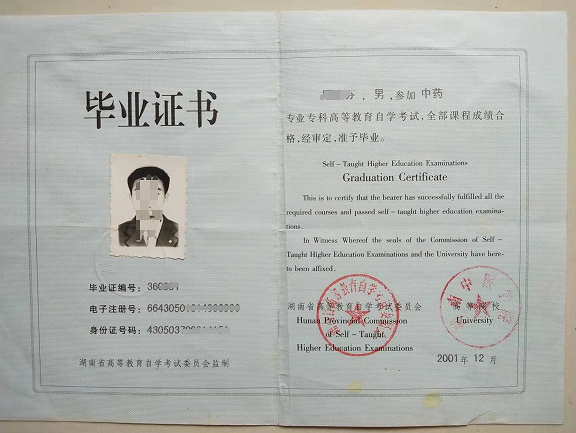 毕业证书
毕业证编号:
电子注册号:
身份证号码:
湖南省高等教育自学考试委员会监制
男,参加 中药
专业专科高等教育自学考试,全部课程成绩合
格,经审定,准予毕业。
Self-Taught Higher Education Examinations
Graduation Certificate
This is to certify that the bearer has successfully fulfilled all the
required courses and passed self-taught higher education examina-
tions.
In Witness Whereof the seals of the Commission of Self-
Taught Higher Education Examinations and the University have here-
to been affixed.
湖南省高等教育自学考试委员会
Hunan Provincial Commission
of Self-Taught
Higher Education Examinations
University
2001年12月